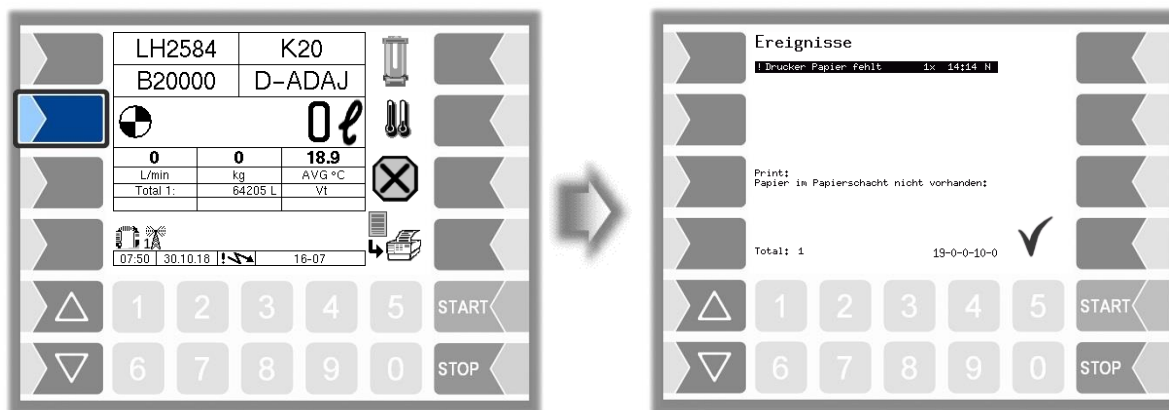 LH2584 K20
B20000 D-ADAJ
0 ℓ
0 0 18.9
L/min kg AVG °C
Total 1: 64205 L Vt
1
07:50 30.10.18 ! 16-07
1 2 3 4 5 START
6 7 8 9 0 STOP
Ereignisse
! Drucker Papier fehlt 1x 14:14 N
Print:
Papier im Papierschacht nicht vorhanden:
Total: 1 19-0-0-10-0
1 2 3 4 5 START
6 7 8 9 0 STOP